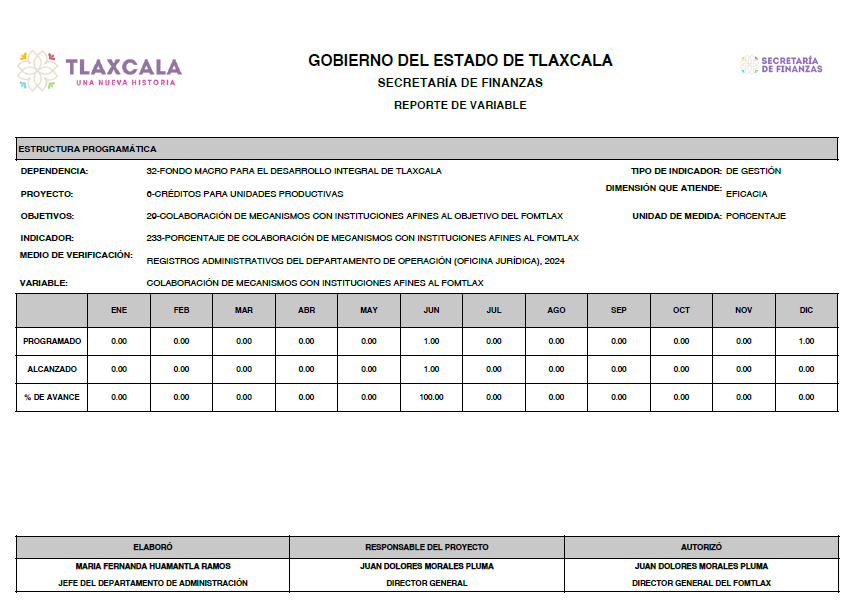 TLAXCALA
UNA NUEVA HISTORIA
GOBIERNO DEL ESTADO DE TLAXCALA
SECRETARÍA DE FINANZAS
REPORTE DE VARIABLE
SECRETARÍA
DE FINANZAS
ESTRUCTURA PROGRAMÁTICA
DEPENDENCIA: 32-FONDO MACRO PARA EL DESARROLLO INTEGRAL DE TLAXCALA TIPO DE INDICADOR: DE GESTIÓN
PROYECTO: 6-CRÉDITOS PARA UNIDADES PRODUCTIVAS DIMENSIÓN QUE ATIENDE: EFICACIA
OBJETIVOS: 29-COLABORACIÓN DE MECANISMOS CON INSTITUCIONES AFINES AL OBJETIVO DEL FOMTLAX UNIDAD DE MEDIDA: PORCENTAJE
INDICADOR: 233-PORCENTAJE DE COLABORACIÓN DE MECANISMOS CON INSTITUCIONES AFINES AL FOMTLAX
MEDIO DE VERIFICACIÓN: REGISTROS ADMINISTRATIVOS DEL DEPARTAMENTO DE OPERACIÓN (OFICINA JURÍDICA), 2024
VARIABLE: COLABORACIÓN DE MECANISMOS CON INSTITUCIONES AFINES AL FOMTLAX
ENE FEB MAR ABR MAY JUN JUL AGO SEP OCT NOV DIC
PROGRAMADO 0.00 0.00 0.00 0.00 0.00 1.00 0.00 0.00 0.00 0.00 0.00 1.00
ALCANZADO 0.00 0.00 0.00 0.00 0.00 1.00 0.00 0.00 0.00 0.00 0.00 0.00
% DE AVANCE 0.00 0.00 0.00 0.00 0.00 100.00 0.00 0.00 0.00 0.00 0.00 0.00
ELABORÓ RESPONSABLE DEL PROYECTO AUTORIZÓ
MARIA FERNANDA HUAMANTLA RAMOS JUAN DOLORES MORALES PLUMA JUAN DOLORES MORALES PLUMA
JEFE DEL DEPARTAMENTO DE ADMINISTRACIÓN DIRECTOR GENERAL DIRECTOR GENERAL DEL FOMTLAX